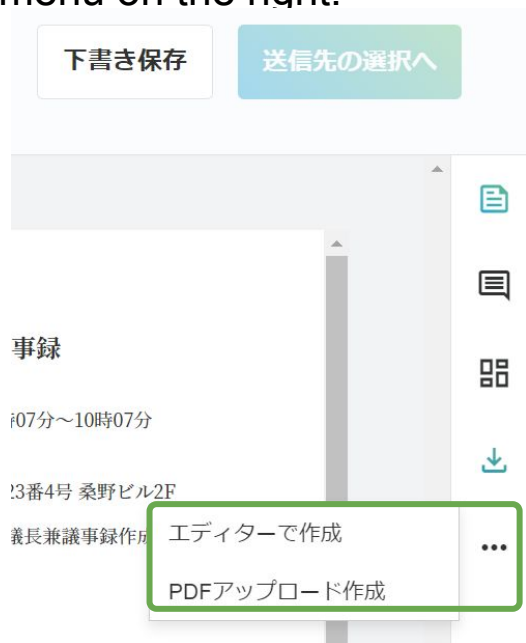 menu on the right.
下書き保存
送信先の選択へ
事録
07分～10時07分
23番4号 桑野ビル2F
議長兼議事録作成
エディターで作成
PDFアップロード作成